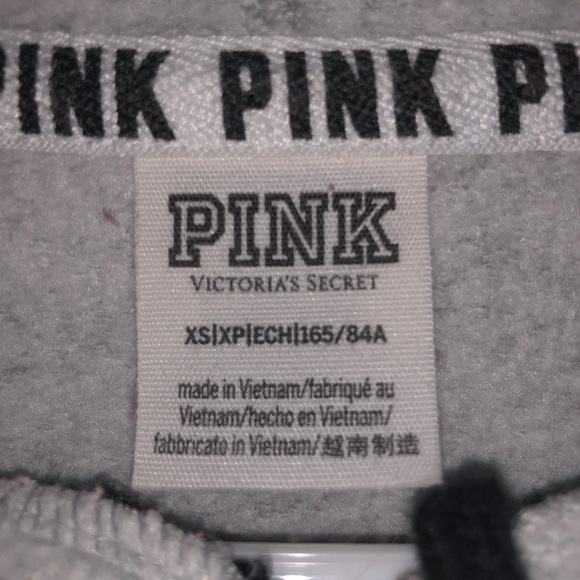 PINK PINK PI
PINK
VICTORIA'S SECRET
XS|XP|ECH|165/84A
made in Vietnam/fabriqué au
Vietnam/hecho en Vietnam/
fabbricato in Vietnam/越南制造